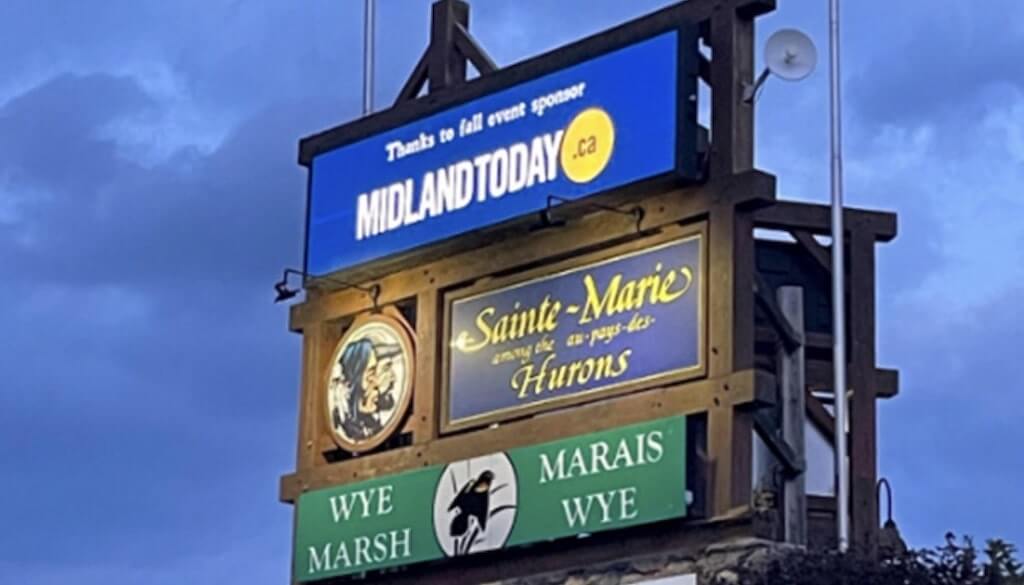 Thanks to fall event sponsor
MIDLANDTODAY.ca
Sainte-Marie
among the au-pays-des-
Hurons
WYE
MARSH
MARAIS
WYE